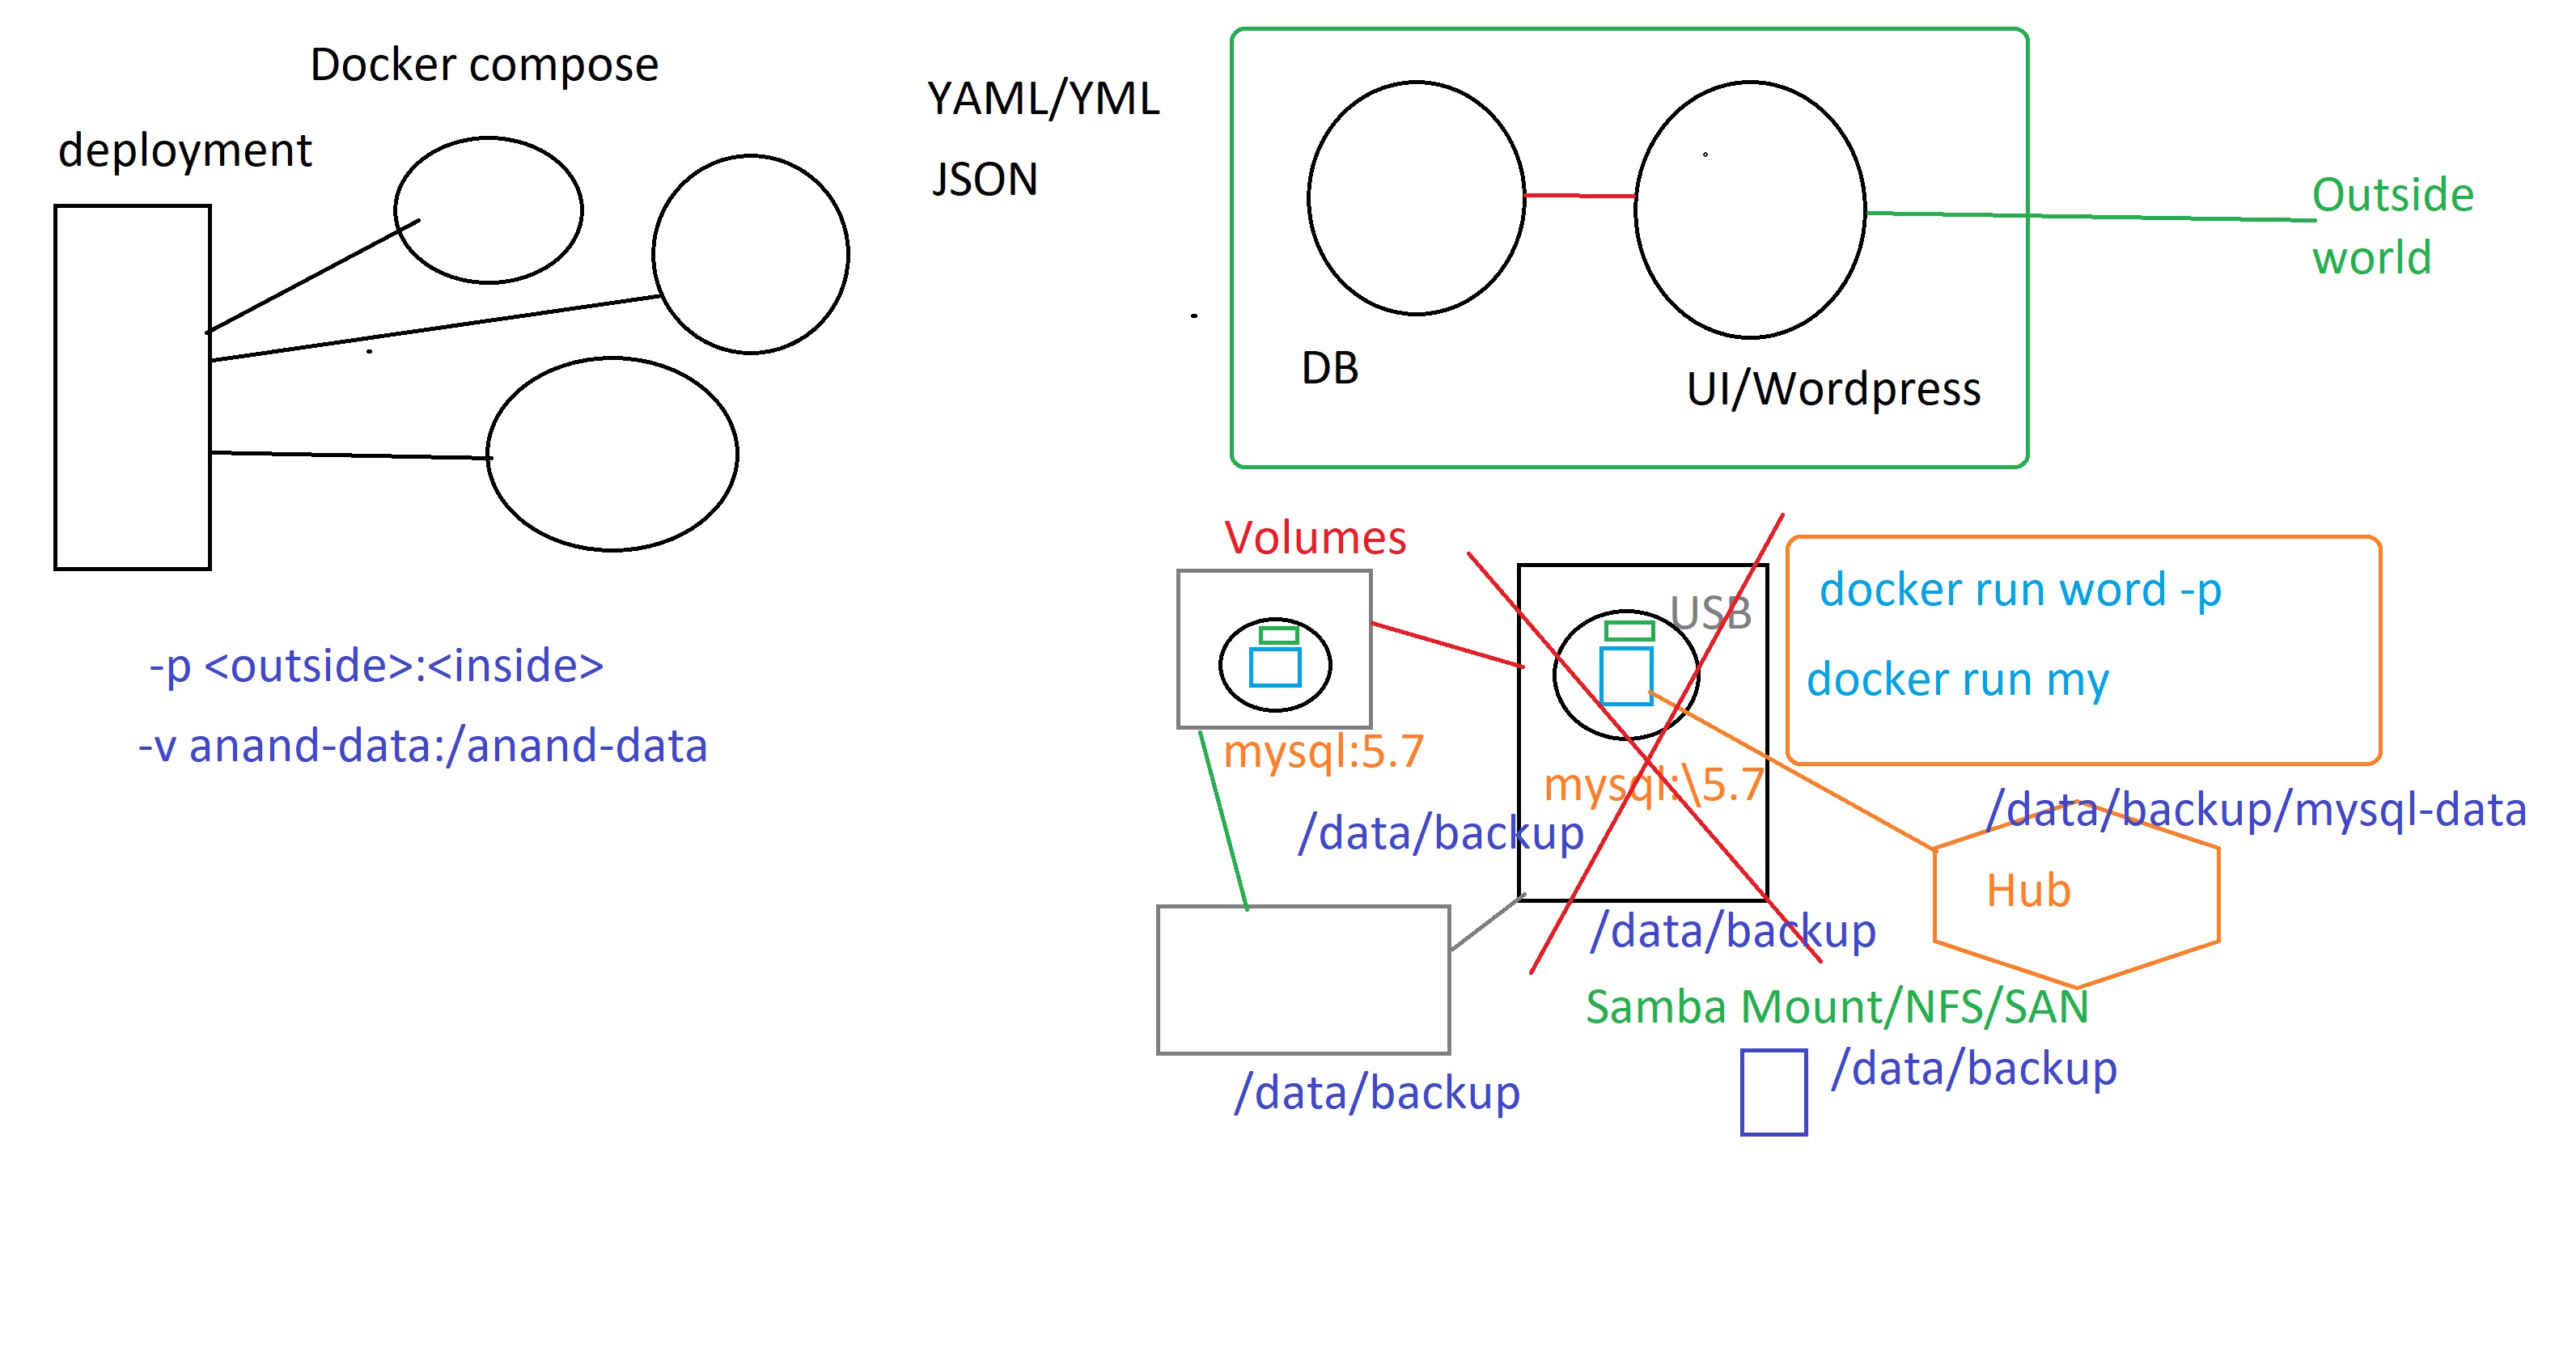 Docker compose
deployment
YAML/YML
JSON
DB
UI/Wordpress
Outside
world
-p <outside>:<inside>
-v anand-data:/anand-data
Volumes
USB
mysql:5.7
mysql:\5.7
docker run word -p
docker run my
/data/backup
/data/backup/mysql-data
Hub
/data/backup
Samba Mount/NFS/SAN
/data/backup
/data/backup